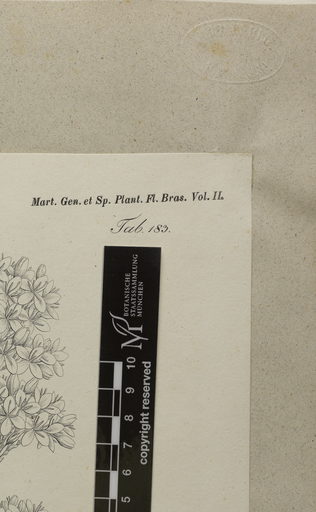 Mart. Gen. et Sp. Plant. Fl. Bras. Vol. II.
Tab. 183.
BOTANISCHE
STAATSSAMMLUNG
MÜNCHEN
copyright reserved
10
9
8
7
6
5